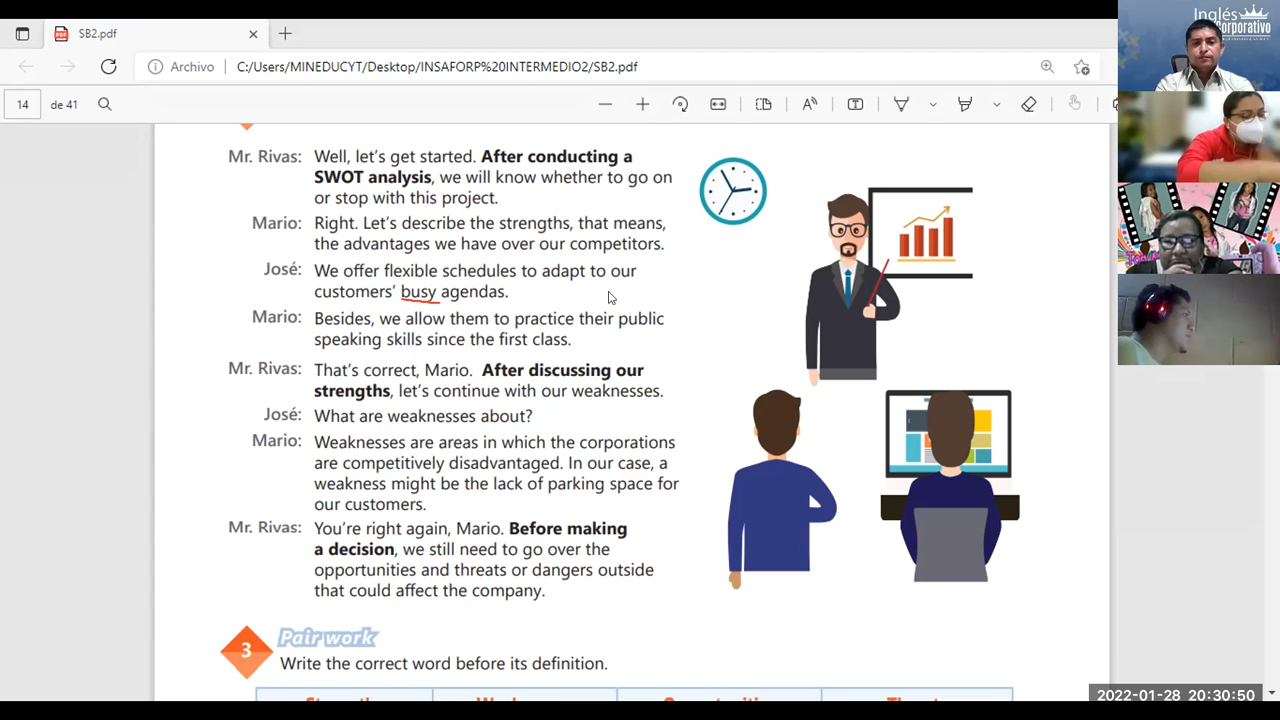 SB2.pdf
Archivo
C:/Users/MINEDUCYT/Desktop/INSAFORP%20INTERMEDIO2/SB2.pdf
14
de 41
Inglés
Corporativo
Mr. Rivas: Well, let's get started. After conducting a
SWOT analysis, we will know whether to go on
or stop with this project.
Mario: Right. Let's describe the strengths, that means,
the advantages we have over our competitors.
José: We offer flexible schedules to adapt to our
customers' busy agendas.
Mario: Besides, we allow them to practice their public
speaking skills since the first class.
Mr. Rivas: That's correct, Mario. After discussing our
strengths, let's continue with our weaknesses.
José: What are weaknesses about?
Mario: Weaknesses are areas in which the corporations
are competitively disadvantaged. In our case, a
weakness might be the lack of parking space for
our customers.
Mr. Rivas: You're right again, Mario. Before making
a decision, we still need to go over the
opportunities and threats or dangers outside
that could affect the company.
3
Pair work
Write the correct word before its definition.
2022-01-28 20:30:50